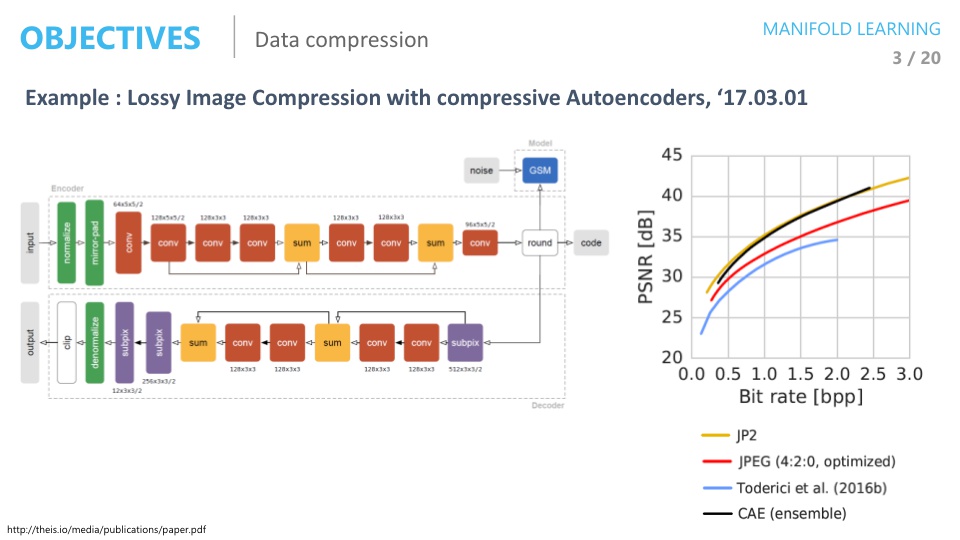 OBJECTIVES
Data compression
MANIFOLD LEARNING
3 / 20
Example : Lossy Image Compression with compressive Autoencoders, ‘17.03.01
Model
noise
GSM
Encoder
64x5x5/2
128x5x5/2 128x3x3 128x3x3 128x3x3 128x3x3 96x5x5/2
input normalize mirror-pad conv conv conv conv sum conv conv sum conv round code
output clip denormalize subpix subpix sum conv conv sum conv conv subpix
128x3x3 128x3x3 128x3x3 128x3x3 512x3x3/2
256x3x3/2
12x3x3/2
Decoder
PSNR [dB]
45
40
35
30
25
20
0.0 0.5 1.0 1.5 2.0 2.5 3.0
Bit rate [bpp]
JP2
JPEG (4:2:0, optimized)
Toderici et al. (2016b)
CAE (ensemble)
http://theis.io/media/publications/paper.pdf